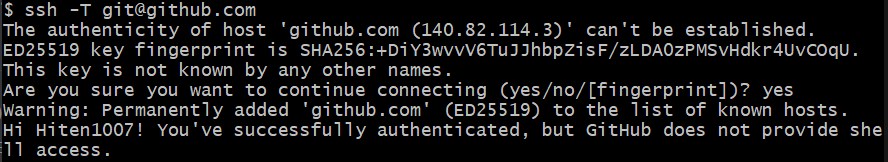 $ ssh -T git@github.com
The authenticity of host 'github.com (140.82.114.3)' can't be established.
ED25519 key fingerprint is SHA256:+DiY3wvvV6TuJJhbpZisF/zLDA0zPMSvHdkr4UvCOqU.
This key is not known by any other names.
Are you sure you want to continue connecting (yes/no/[fingerprint])? yes
Warning: Permanently added 'github.com' (ED25519) to the list of known hosts.
Hi Hiten1007! You've successfully authenticated, but GitHub does not provide she
ll access.